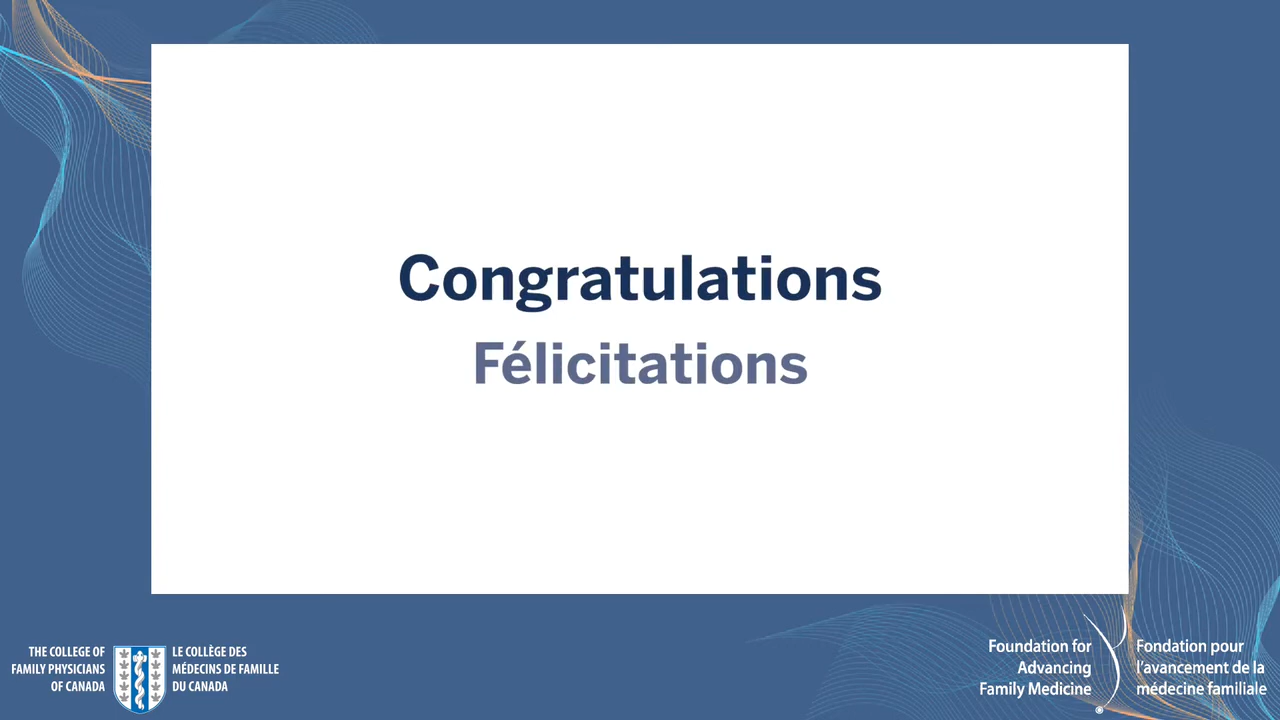 Congratulations
Félicitations
THE COLLEGE OF
FAMILY PHYSICIANS
OF CANADA
LE COLLÈGE DES
MÉDECINS DE FAMILLE
DU CANADA
Foundation for
Advancing
Family Medicine
Fondation pour
l'avancement de la
médecine familiale